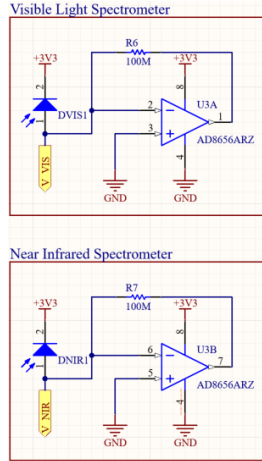 Visible Light Spectrometer
R6
+3V3
100M
+3V3
2
8
U3A
2
1
3
1
DVIS1
AD8656ARZ
4
V_VIS
GND
GND
Near Infrared Spectrometer
R7
+3V3
100M
+3V3
2
8
U3B
6
7
1
5
DNIR1
AD8656ARZ
4
V_NIR
GND
GND